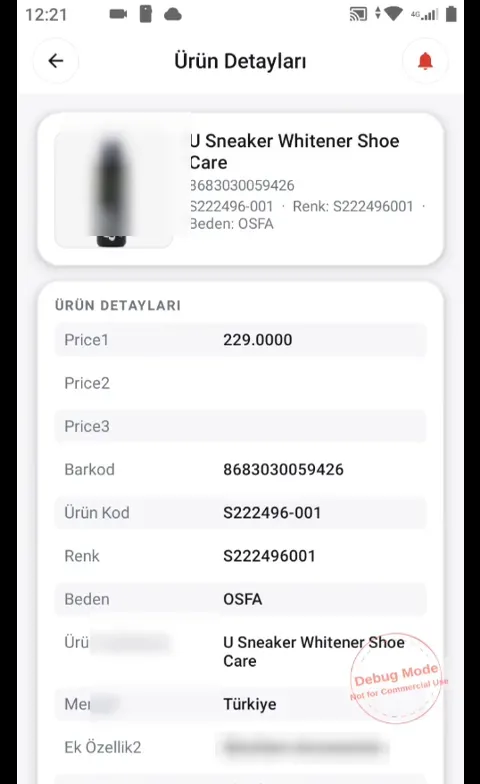 12:21
4G
Ürün Detayları
U Sneaker Whitener Shoe
Care
8683030059426
S222496-001 · Renk: S222496001 ·
Beden: OSFA
ÜRÜN DETAYLARI
Price1 229.0000
Price2
Price3
Barkod 8683030059426
Ürün Kod S222496-001
Renk S222496001
Beden OSFA
U Sneaker Whitener Shoe
Care
Türkiye
Ek Özellik2
Debug Mode
Not for Commercial Use